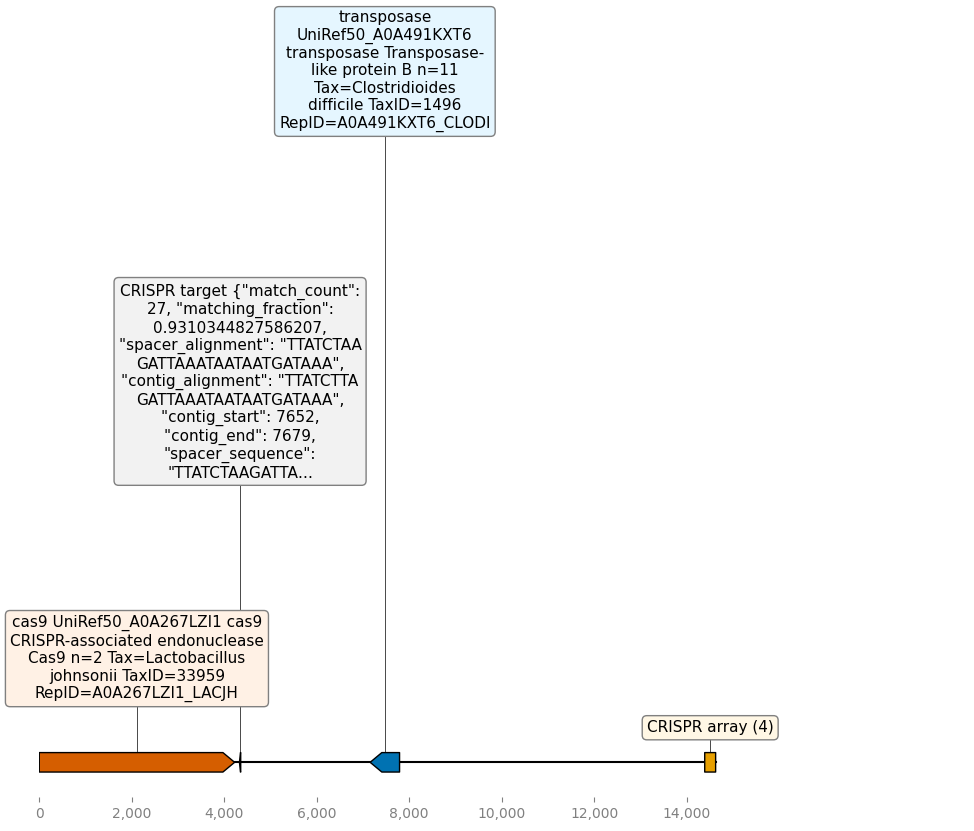 transposase
UniRef50_A0A491KXT6
transposase Transposase-
like protein B n=11
Tax=Clostridioides
difficile TaxID=1496
RepID=A0A491KXT6_CLODI
CRISPR target {"match_count":
27, "matching_fraction":
0.9310344827586207,
"spacer_alignment": "TTATCTAA
GATTAAATAATAATGATAAA",
"contig_alignment": "TTATCTTA
GATTAAATAATAATGATAAA",
"contig_start": 7652,
"contig_end": 7679,
"spacer_sequence":
"TTATCTAAGATTA...
cas9 UniRef50_A0A267LZI1 cas9
CRISPR-associated endonuclease
Cas9 n=2 Tax=Lactobacillus
johnsonii TaxID=33959
RepID=A0A267LZI1_LACJH
CRISPR array (4)
0 2,000 4,000 6,000 8,000 10,000 12,000 14,000